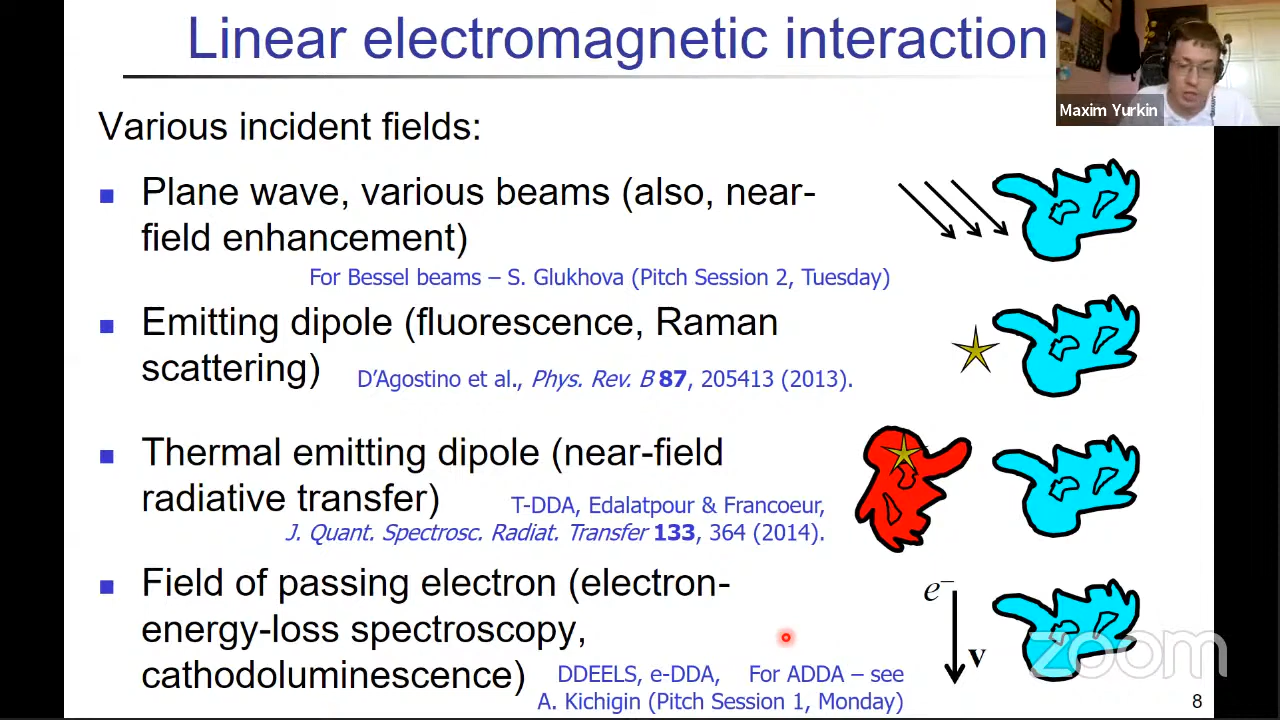 Linear electromagnetic interaction
Maxim Yurkin
Various incident fields:
Plane wave, various beams (also, near-
field enhancement)
For Bessel beams – S. Glukhova (Pitch Session 2, Tuesday)
Emitting dipole (fluorescence, Raman
scattering)
D’Agostino et al., Phys. Rev. B 87, 205413 (2013).
Thermal emitting dipole (near-field
radiative transfer)
T-DDA, Edalatpour & Francoeur,
J. Quant. Spectrosc. Radiat. Transfer 133, 364 (2014).
Field of passing electron (electron-
energy-loss spectroscopy,
cathodoluminescence)
DDEELS, e-DDA, For ADDA – see
A. Kichigin (Pitch Session 1, Monday)
e⁻
v
zoom
8